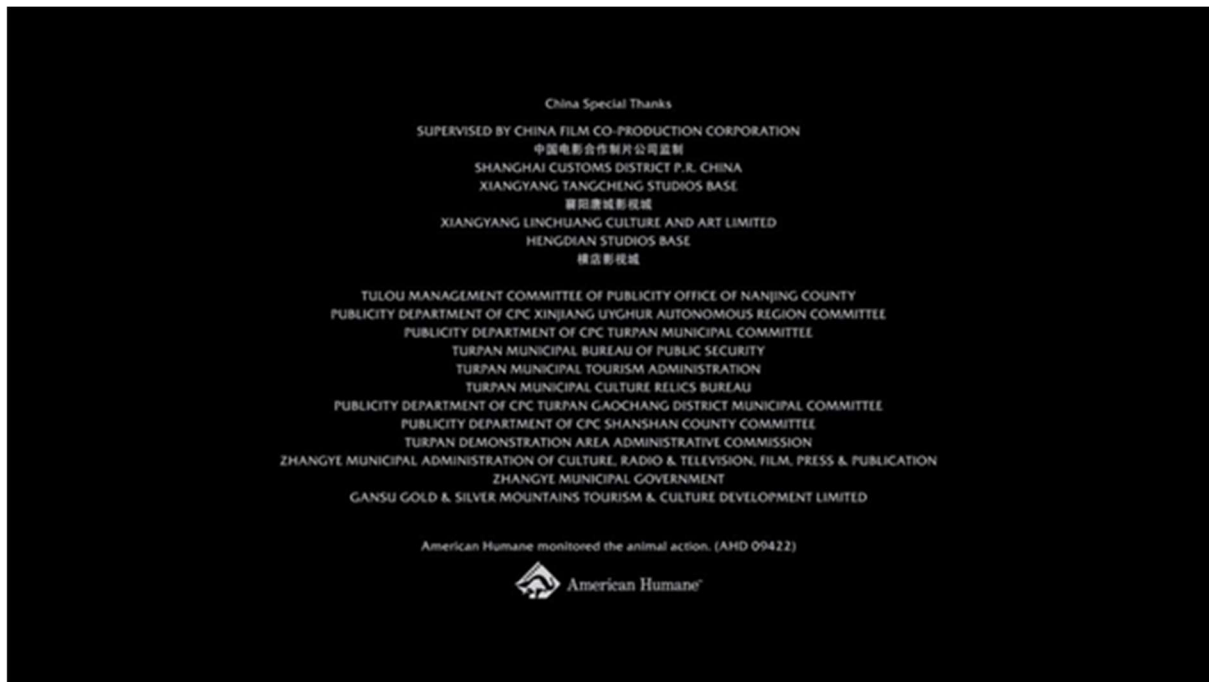 China Special Thanks
SUPERVISED BY CHINA FILM CO-PRODUCTION CORPORATION
中国电影合作制片公司监制
SHANGHAI CUSTOMS DISTRICT P.R. CHINA
XIANGYANG TANGCHENG STUDIOS BASE
襄阳唐城影视城
XIANGYANG LINCHUANG CULTURE AND ART LIMITED
HENGDIAN STUDIOS BASE
横店影视城
TULOU MANAGEMENT COMMITTEE OF PUBLICITY OFFICE OF NANJING COUNTY
PUBLICITY DEPARTMENT OF CPC XINJIANG UYGHUR AUTONOMOUS REGION COMMITTEE
PUBLICITY DEPARTMENT OF CPC TURPAN MUNICIPAL COMMITTEE
TURPAN MUNICIPAL BUREAU OF PUBLIC SECURITY
TURPAN MUNICIPAL TOURISM ADMINISTRATION
TURPAN MUNICIPAL CULTURE RELICS BUREAU
PUBLICITY DEPARTMENT OF CPC TURPAN GAOCHANG DISTRICT MUNICIPAL COMMITTEE
PUBLICITY DEPARTMENT OF CPC SHANSHAN COUNTY COMMITTEE
TURPAN DEMONSTRATION AREA ADMINISTRATIVE COMMISSION
ZHANGYE MUNICIPAL ADMINISTRATION OF CULTURE, RADIO & TELEVISION, FILM, PRESS & PUBLICATION
ZHANGYE MUNICIPAL GOVERNMENT
GANSU GOLD & SILVER MOUNTAINS TOURISM & CULTURE DEVELOPMENT LIMITED
American Humane monitored the animal action. (AHD 09422)
American Humane™